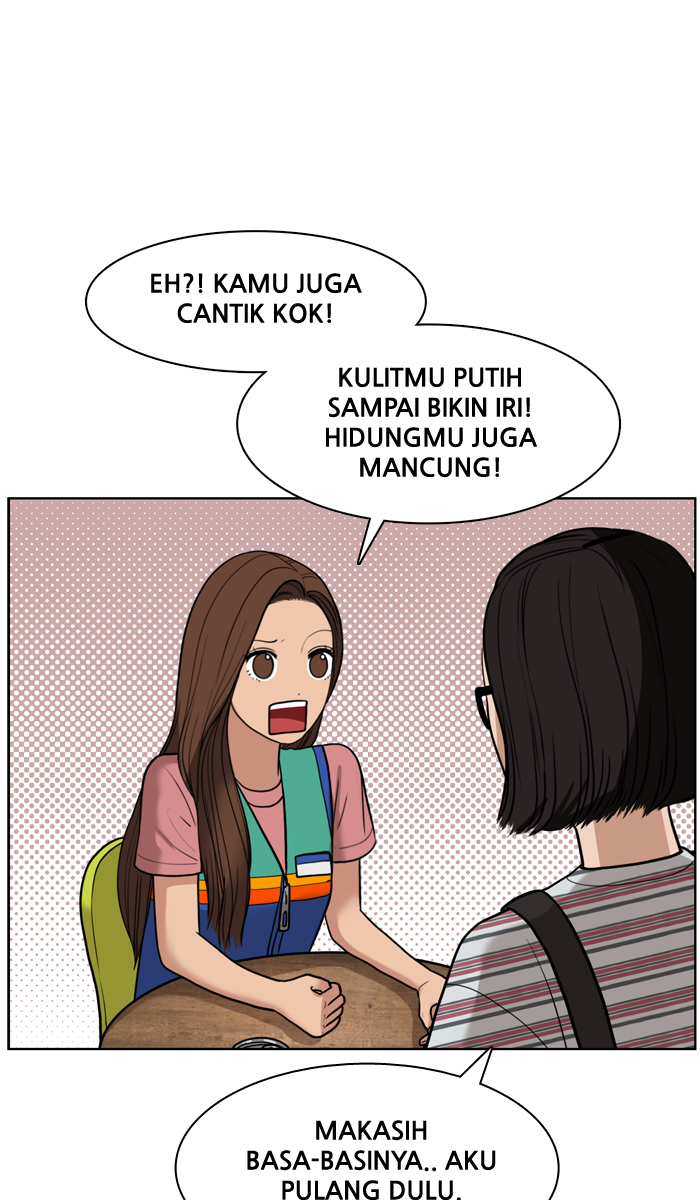 EH?! KAMU JUGA
CANTIK KOK!
KULITMU PUTIH
SAMPAI BIKIN IRI!
HIDUNGMU JUGA
MANCUNG!
MAKASIH
BASA-BASINYA.. AKU
PULANG DULU.